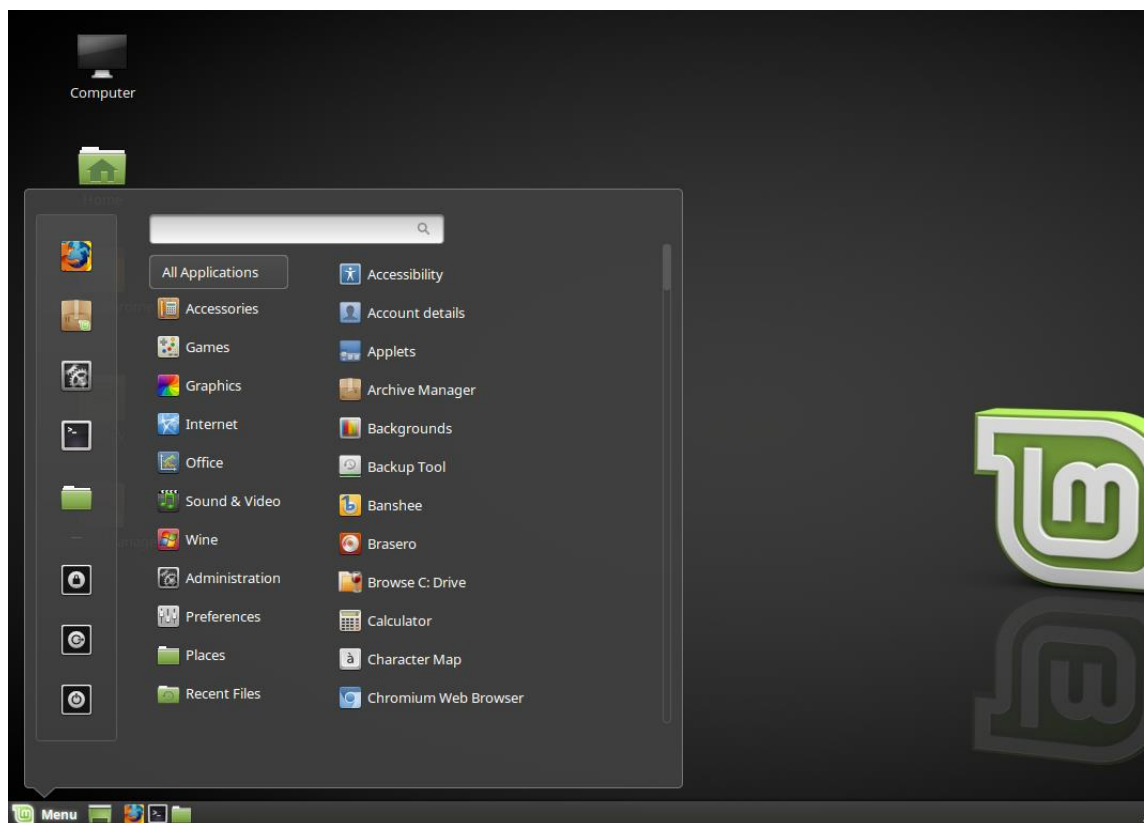 Computer
Home
All Applications
Accessories
Games
Graphics
Internet
Office
Sound & Video
Wine
Administration
Preferences
Places
Recent Files
Accessibility
Account details
Applets
Archive Manager
Backgrounds
Backup Tool
Banshee
Brasero
Browse C: Drive
Calculator
Character Map
Chromium Web Browser
Menu